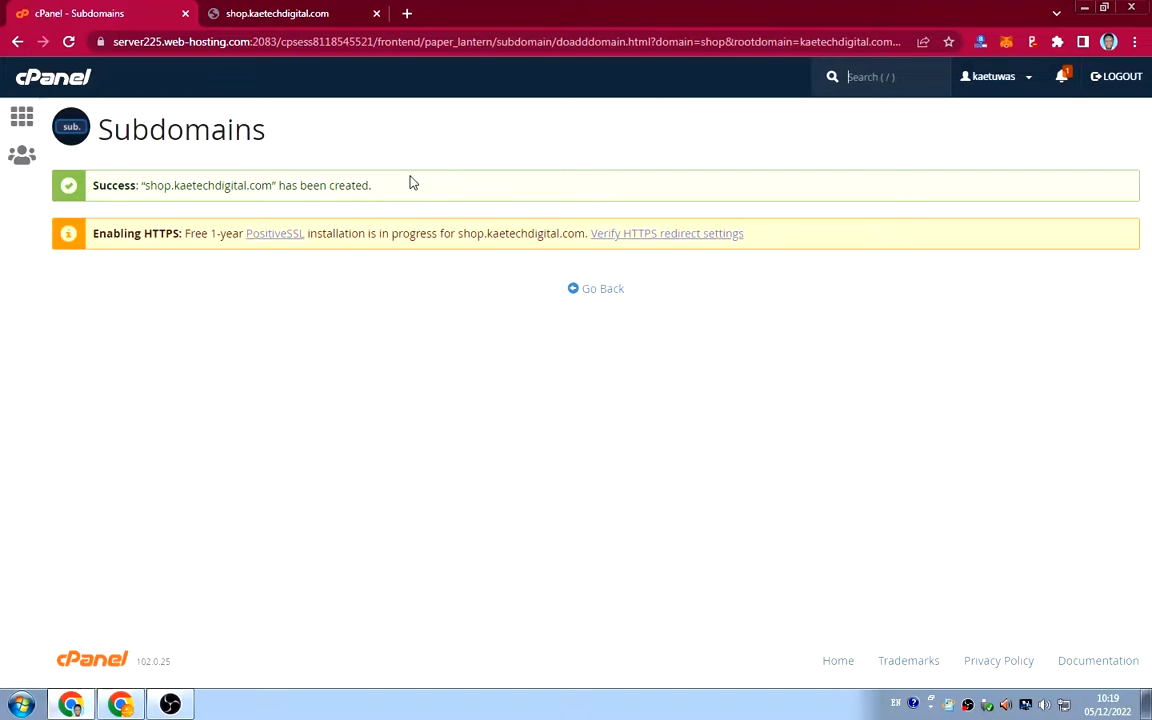 cPanel - Subdomains
shop.kaetechdigital.com
server225.web-hosting.com:2083/cpsess8118545521/frontend/paper_lantern/subdomain/doadddomain.html?domain=shop&rootdomain=kaetechdigital.com...
cPanel
Search ( / )
kaetuwas
1
LOGOUT
sub.
Subdomains
Success: “shop.kaetechdigital.com” has been created.
Enabling HTTPS: Free 1-year PositiveSSL installation is in progress for shop.kaetechdigital.com. Verify HTTPS redirect settings
Go Back
cPanel 102.0.25
Home
Trademarks
Privacy Policy
Documentation
EN
10:19
05/12/2022